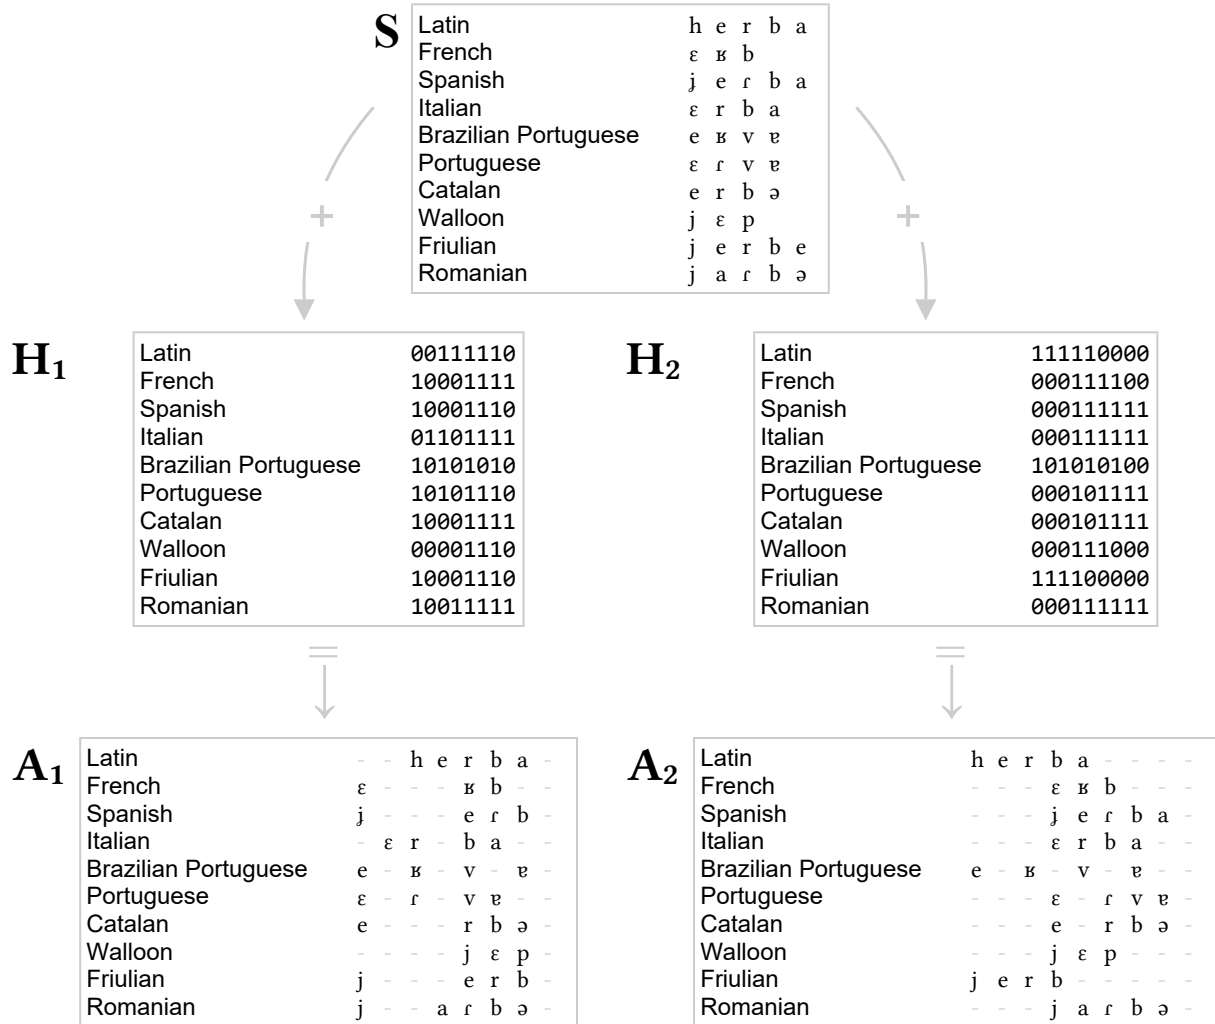 S
Latin h e r b a
French ɛ ʁ b
Spanish ʝ e ɾ b a
Italian ɛ r b a
Brazilian Portuguese e ʁ v ɐ
Portuguese ɛ ɾ v ɐ
Catalan e r b ə
Walloon j ɛ p
Friulian j e r b e
Romanian j a ɾ b ə
+ +
H₁
Latin 00111110
French 10001111
Spanish 10001110
Italian 01101111
Brazilian Portuguese 10101010
Portuguese 10101110
Catalan 10001111
Walloon 00001110
Friulian 10001110
Romanian 10011111
H₂
Latin 111110000
French 000111100
Spanish 000111111
Italian 000111111
Brazilian Portuguese 101010100
Portuguese 000101111
Catalan 000101111
Walloon 000111000
Friulian 111100000
Romanian 000111111
A₁
Latin - - h e r b a -
French ɛ - - - ʁ b - -
Spanish ʝ - - - e ɾ b -
Italian - ɛ r - b a - -
Brazilian Portuguese e - ʁ - v - ɐ -
Portuguese ɛ - ɾ - v ɐ - -
Catalan e - - - r b ə -
Walloon - - - - j ɛ p -
Friulian j - - - e r b -
Romanian j - - a ɾ b ə -
A₂
Latin h e r b a - - - -
French - - - ɛ ʁ b - - -
Spanish - - - ʝ e ɾ b a -
Italian - - - ɛ r b a - -
Brazilian Portuguese e - ʁ - v - ɐ - -
Portuguese - - - ɛ - ɾ v ɐ -
Catalan - - - e - r b ə -
Walloon - - - j ɛ p - - -
Friulian j e r b - - - - -
Romanian - - - j a ɾ b ə -